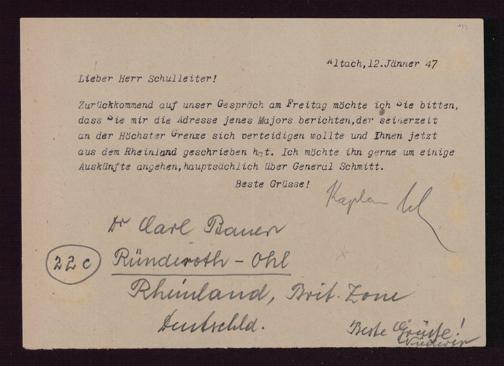 Altach, 12.Jänner 47
Lieber Herr Schulleiter!
Zurückkommend auf unser Gespräch am Freitag möchte ich Sie bitten,
dass Sie mir die Adresse jenes Majors berichten,der seinerzeit
an der Höchster Grenze sich verteidigen wollte und Ihnen jetzt
aus dem Rheinland geschrieben hat. Ich möchte ihn gerne um einige
Auskünfte angehen,hauptsächlich über General Schmitt.
Beste Grüsse!
Kaplan
Dr Carl Bauer
22c
Ründeroth - Ohl
Rheinland, Brit. Zone
Deutschld.
Beste Grüsse!